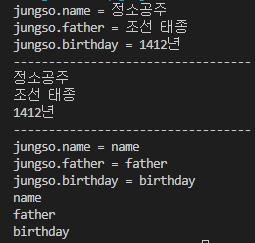 jungso.name = 정소공주
jungso.father = 조선 태종
jungso.birthday = 1412년
----------------------------------
정소공주
조선 태종
1412년
----------------------------------
jungso.name = name
jungso.father = father
jungso.birthday = birthday
name
father
birthday